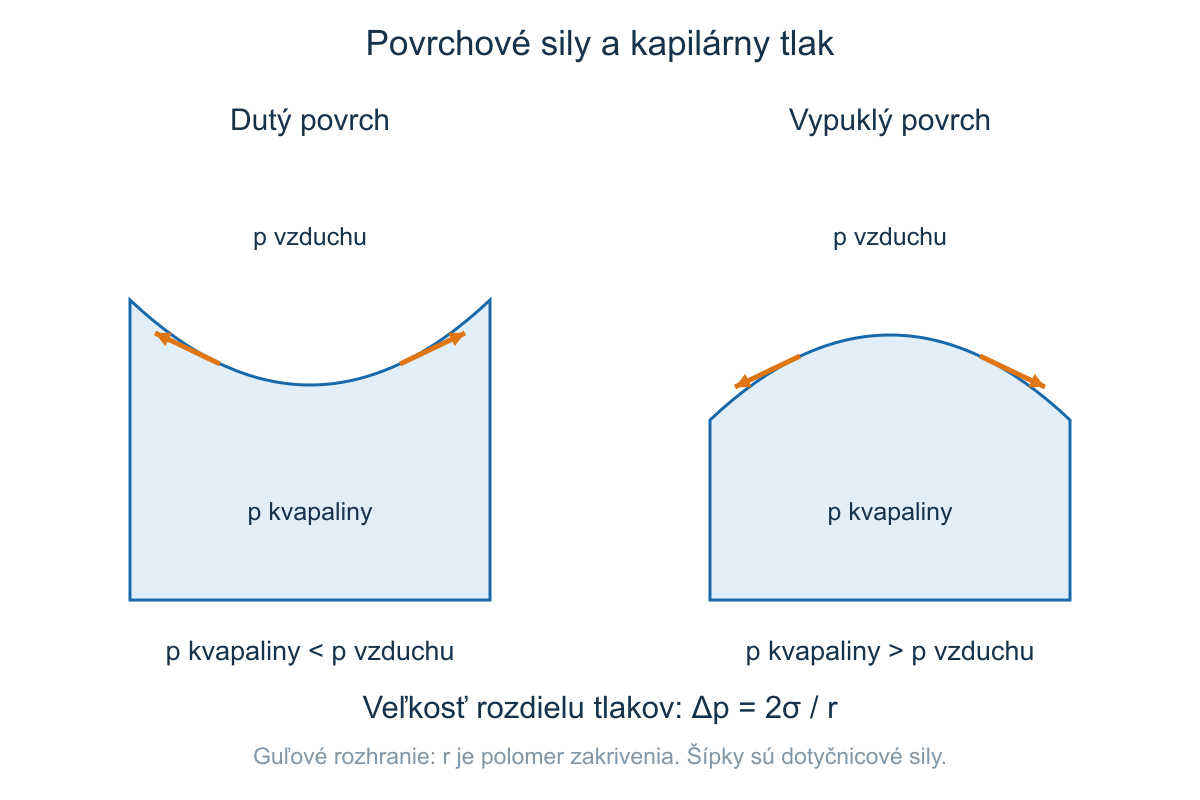 Povrchové sily a kapilárny tlak
Dutý povrch
Vypuklý povrch
p vzduchu
p vzduchu
p kvapaliny
p kvapaliny
p kvapaliny < p vzduchu
p kvapaliny > p vzduchu
Veľkosť rozdielu tlakov: Δp = 2σ / r
Guľové rozhranie: r je polomer zakrivenia. Šípky sú dotyčnicové sily.